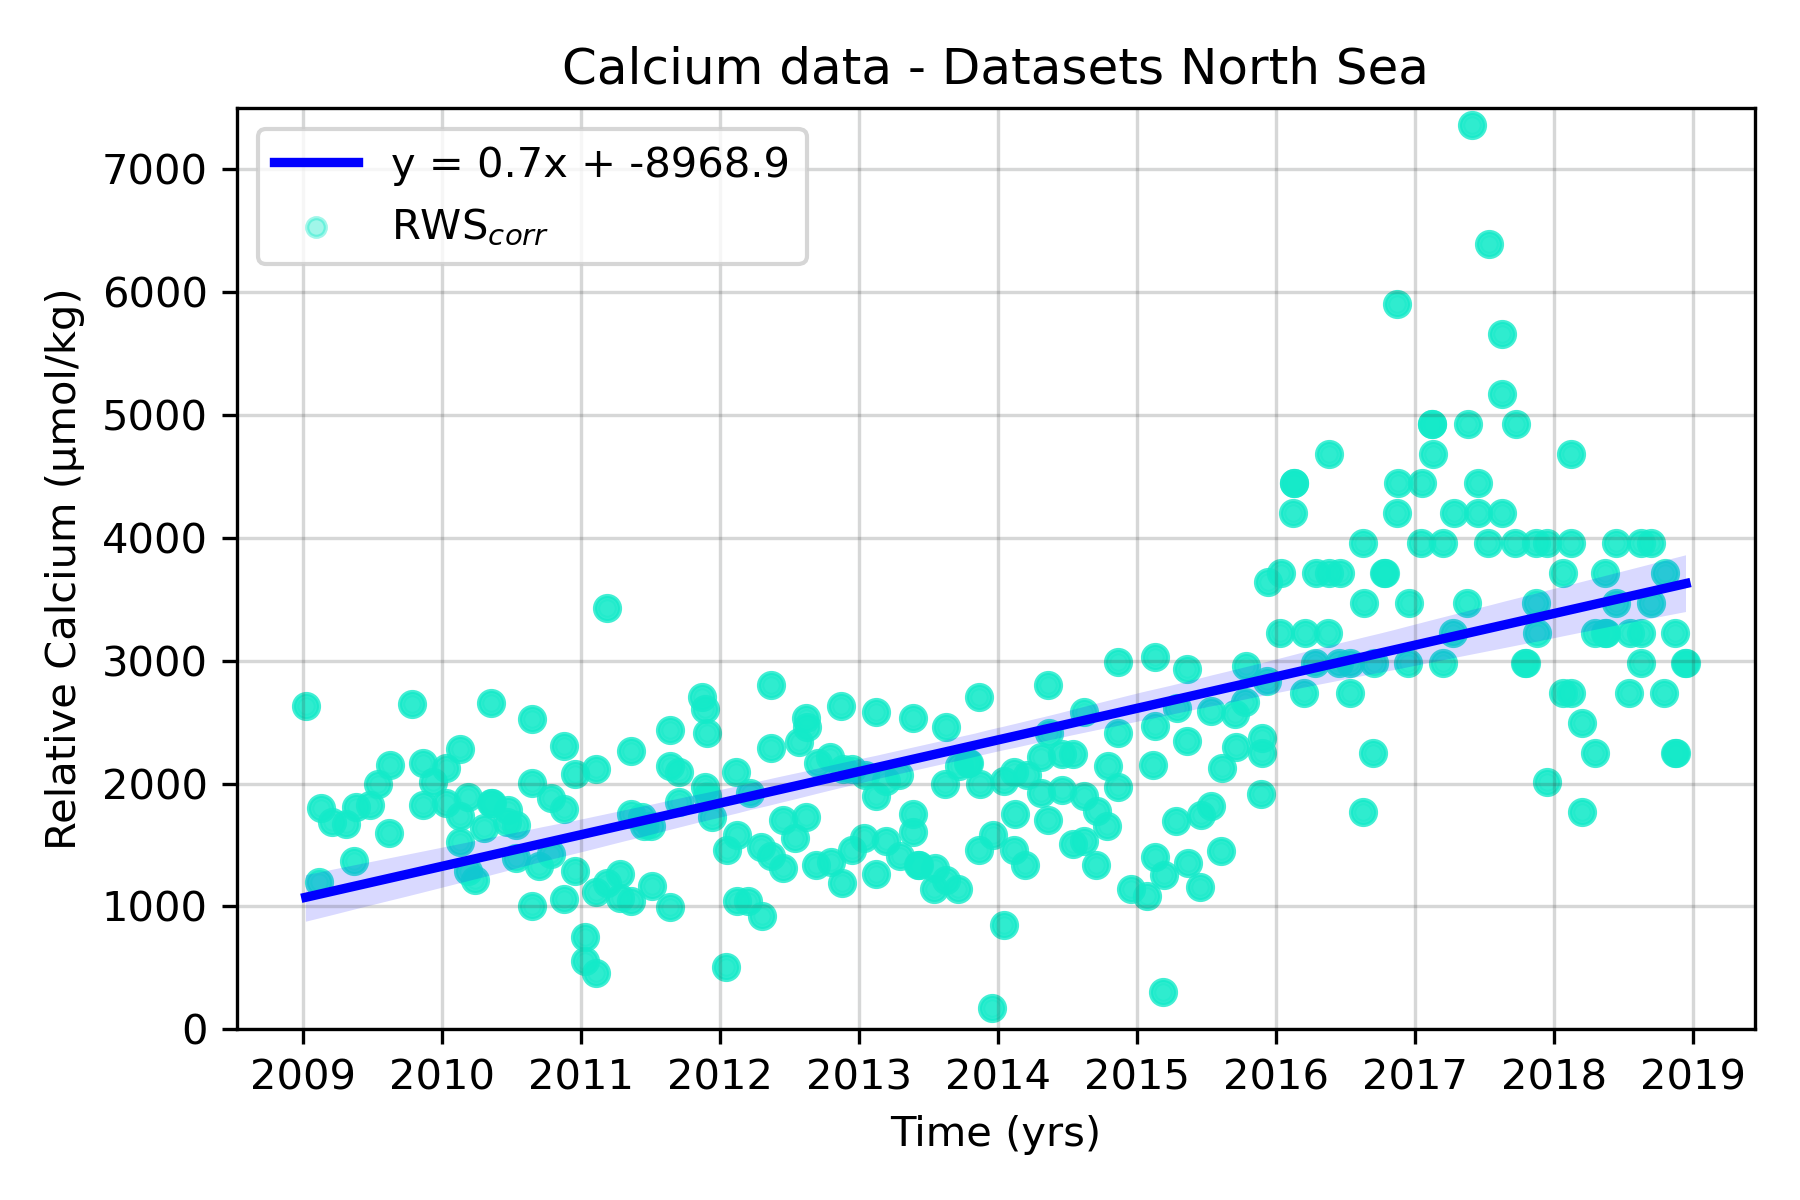 Calcium data - Datasets North Sea
y = 0.7x + -8968.9
RWScorr
7000
6000
5000
4000
3000
2000
1000
0
Relative Calcium (μmol/kg)
2009 2010 2011 2012 2013 2014 2015 2016 2017 2018 2019
Time (yrs)